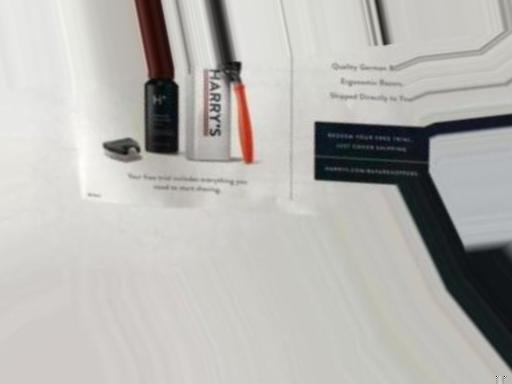 HARRY'S
H'
Your free trial includes everything you
need to start shaving.
Quality German
Ergonomic Razors.
Shipped Directly to You
REDEEM YOUR FREE TRIAL,
JUST COVER SHIPPING